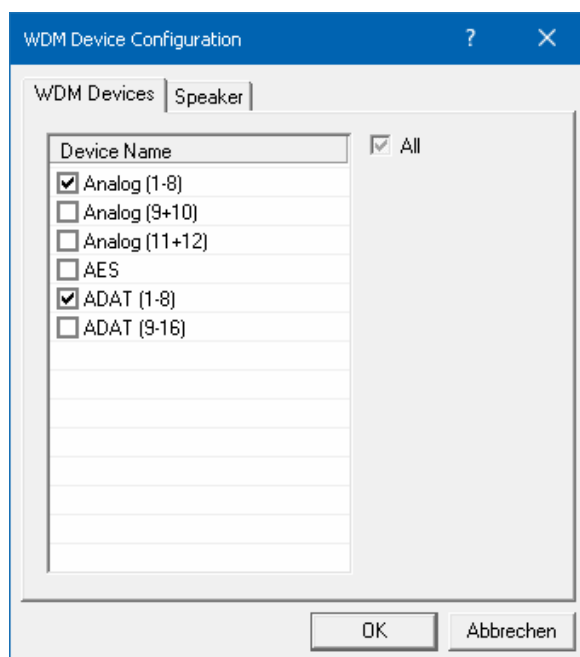 WDM Device Configuration
WDM Devices
Speaker
Device Name
All
Analog (1-8)
Analog (9+10)
Analog (11+12)
AES
ADAT (1-8)
ADAT (9-16)
OK
Abbrechen